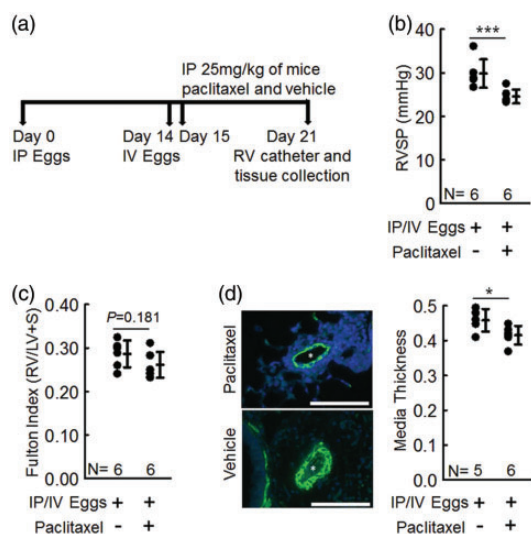 (a)
IP 25mg/kg of mice
paclitaxel and vehicle
Day 0
IP Eggs
Day 14
IV Eggs
Day 15
Day 21
RV catheter and
tissue collection
(b)
***
RVSP (mmHg)
40
30
20
10
0
N= 6 6
IP/IV Eggs + +
Paclitaxel - +
(c)
P=0.181
Fulton Index (RV/LV+S)
0.40
0.30
0.20
0.10
0.00
N= 6 6
IP/IV Eggs + +
Paclitaxel - +
(d)
Paclitaxel
*
Vehicle
*
*
Media Thickness
0.5
0.4
0.3
0.2
0.1
0.0
N= 5 6
IP/IV Eggs + +
Paclitaxel - +